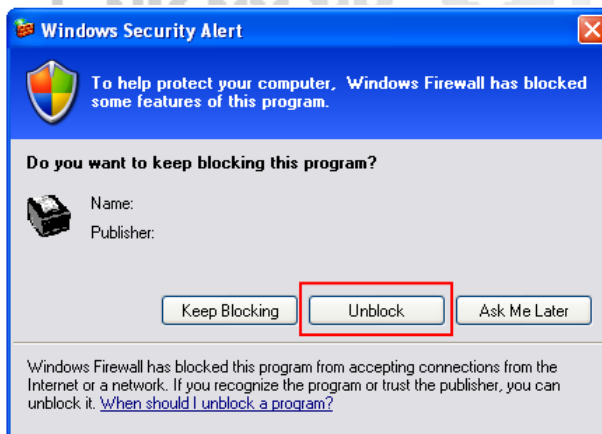 Windows Security Alert
To help protect your computer, Windows Firewall has blocked
some features of this program.
Do you want to keep blocking this program?
Name:
Publisher:
Keep Blocking
Unblock
Ask Me Later
Windows Firewall has blocked this program from accepting connections from the
Internet or a network. If you recognize the program or trust the publisher, you can
unblock it. When should I unblock a program?